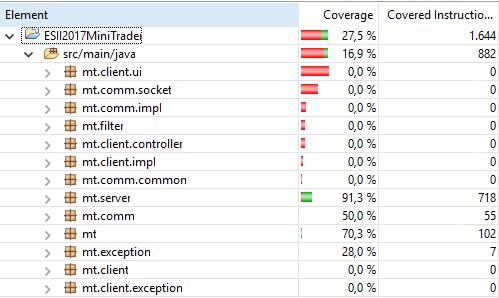 Element Coverage Covered Instructio...
ESII2017MiniTrader 27,5 % 1.644
src/main/java 16,9 % 882
mt.client.ui 0,0 % 0
mt.comm.socket 0,0 % 0
mt.comm.impl 0,0 % 0
mt.filter 0,0 % 0
mt.client.controller 0,0 % 0
mt.client.impl 0,0 % 0
mt.comm.common 0,0 % 0
mt.server 91,3 % 718
mt.comm 50,0 % 55
mt 70,3 % 102
mt.exception 28,0 % 7
mt.client 0,0 % 0
mt.client.exception 0,0 % 0